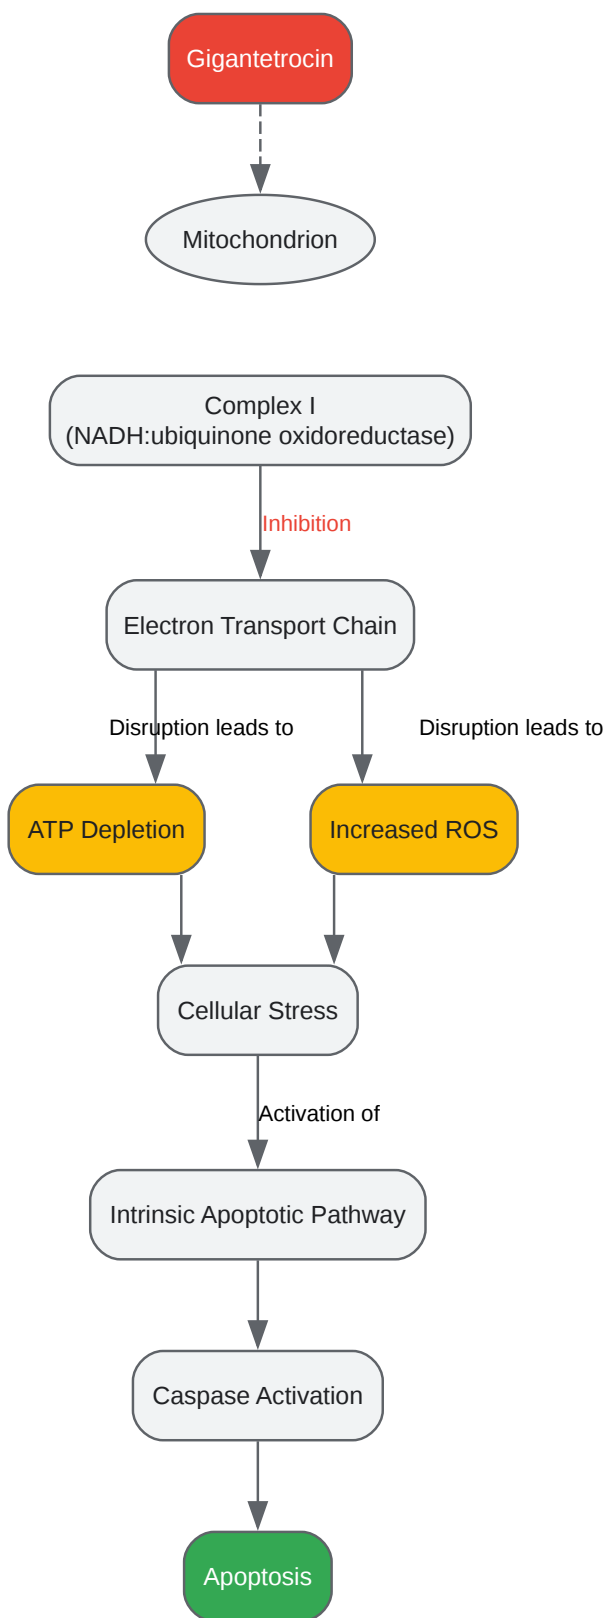 Gigantetrocin
Mitochondrion
Complex I
(NADH:ubiquinone oxidoreductase)
Inhibition
Electron Transport Chain
Disruption leads to
Disruption leads to
ATP Depletion
Increased ROS
Cellular Stress
Activation of
Intrinsic Apoptotic Pathway
Caspase Activation
Apoptosis